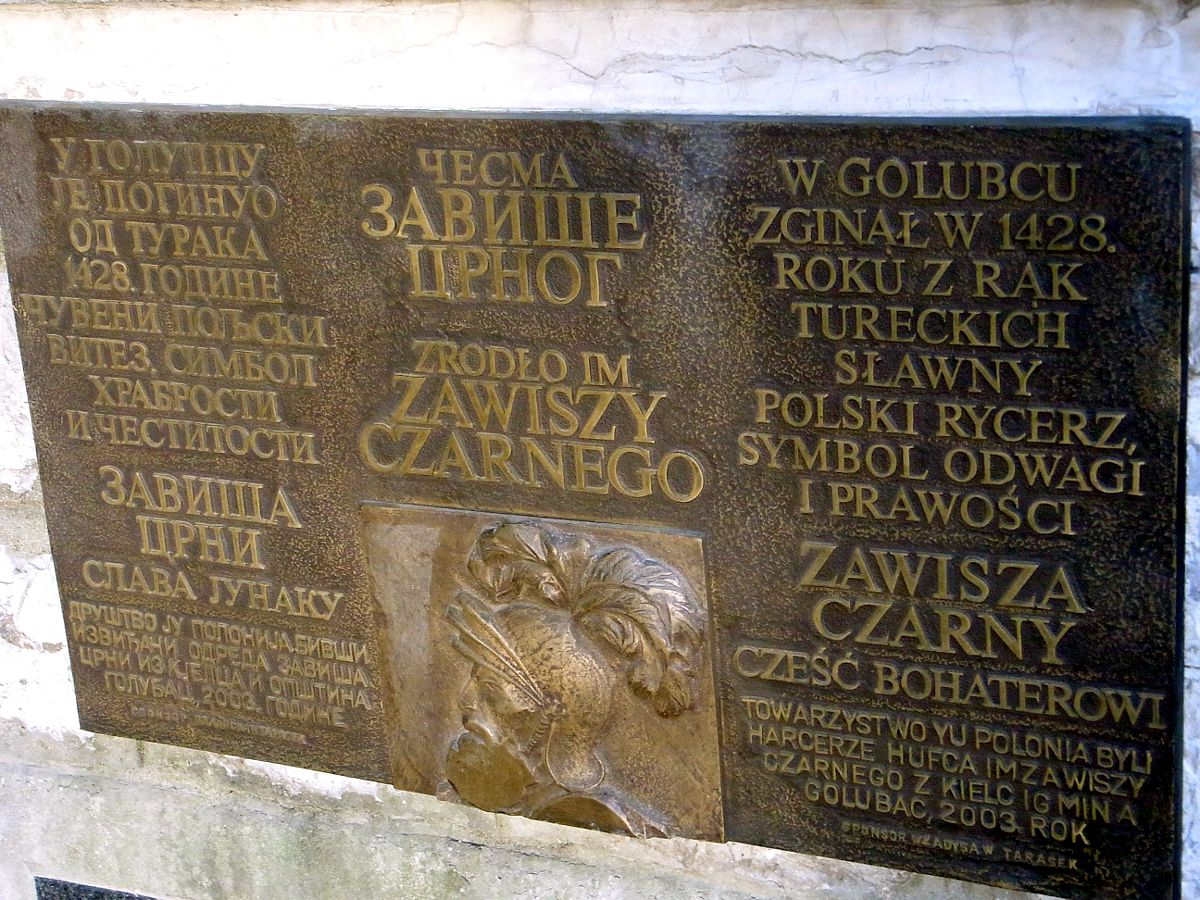 У ГОЛУПЦУ
ЈЕ ПОГИНУО
ОД ТУРАКА
1428. ГОДИНЕ
ЧУВЕНИ ПОЉСКИ
ВИТЕЗ, СИМБОЛ
ХРАБРОСТИ
И ЧЕСТИТОСТИ
ЗАВИША
ЦРНИ
СЛАВА ЈУНАКУ
ДРУШТВО ЈУ ПОЛОНИЈА, БИВШИ
ИЗВИЂАЧИ ОДРЕДА ЗАВИША
ЦРНИ ИЗ КЈЕЛЦА И ОПШТИНА
ГОЛУБАЦ, 2003. ГОДИНЕ
ЧЕСМА
ЗАВИШЕ
ЦРНОГ
ZRODŁO IM
ZAWISZY
CZARNEGO
W GOLUBCU
ZGINĄŁ W 1428.
ROKU Z RĄK
TURECKICH
SŁAWNY
POLSKI RYCERZ,
SYMBOL ODWAGI
I PRAWOŚCI
ZAWISZA
CZARNY
CZEŚĆ BOHATEROWI
TOWARZYSTWO YU POLONIA BYLI
HARCERZE HUFCA IM ZAWISZY
CZARNEGO Z KIELC I GMINA
GOLUBAC, 2003. ROK
SPONSOR WŁADYSAW TARASEK